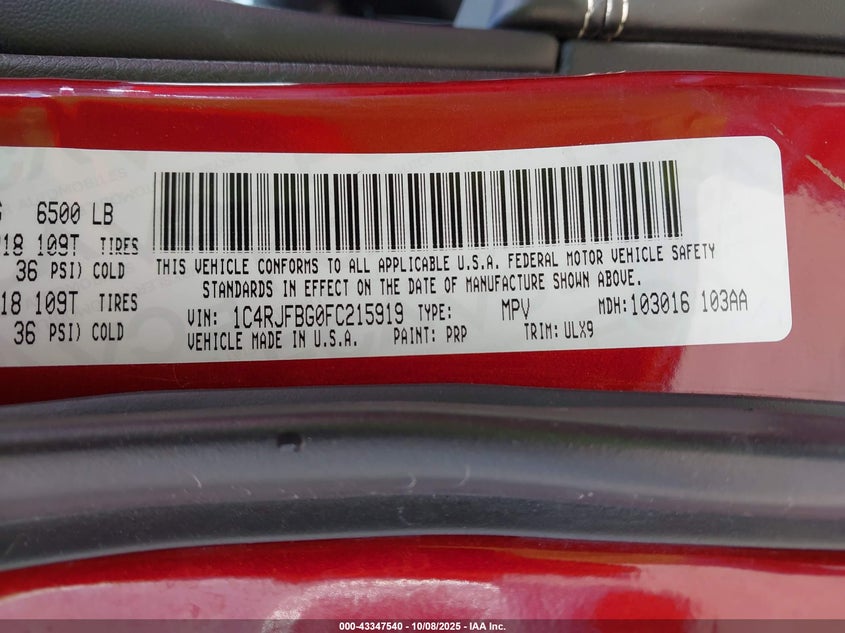 6500 LB
18 109T TIRES
36 PSI) COLD
18 109T TIRES
36 PSI) COLD
THIS VEHICLE CONFORMS TO ALL APPLICABLE U.S.A. FEDERAL MOTOR VEHICLE SAFETY
STANDARDS IN EFFECT ON THE DATE OF MANUFACTURE SHOWN ABOVE.
VIN: 1C4RJFBG0FC215919 TYPE: MPV MDH:103016 103AA
VEHICLE MADE IN U.S.A. PAINT: PRP TRIM: ULX9
000-43347540 - 10/08/2025 - IAA Inc.